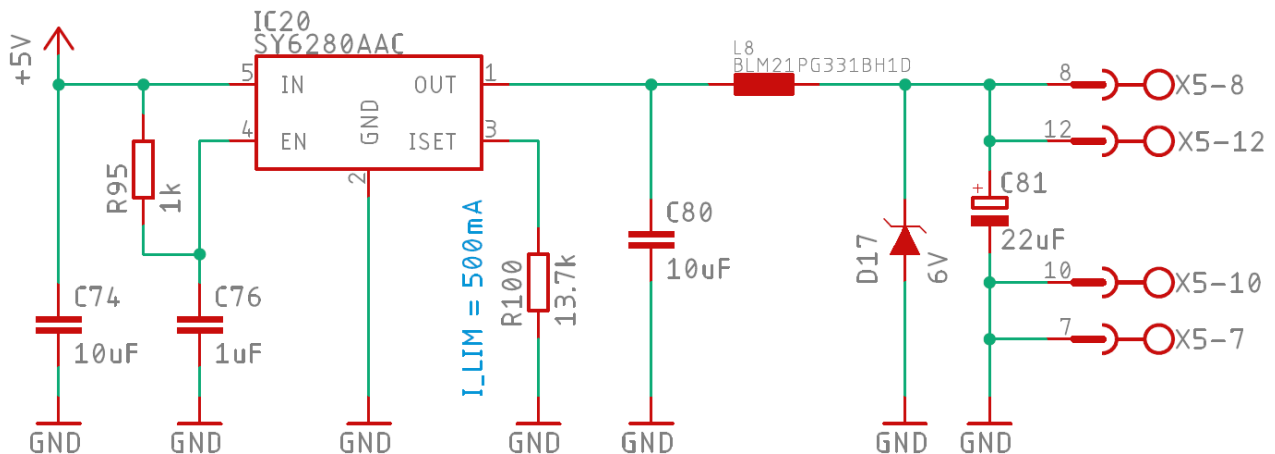 IC20
SY6280AAC
+5V
5
IN
OUT
1
4
EN
GND
ISET
3
2
R95
1k
C74
10uF
C76
1uF
I_LIM = 500mA
R100
13.7k
C80
10uF
L8
BLM21PG331BH1D
D17
6V
C81
+
22uF
8
X5-8
12
X5-12
10
X5-10
7
X5-7
GND
GND
GND
GND
GND
GND
GND